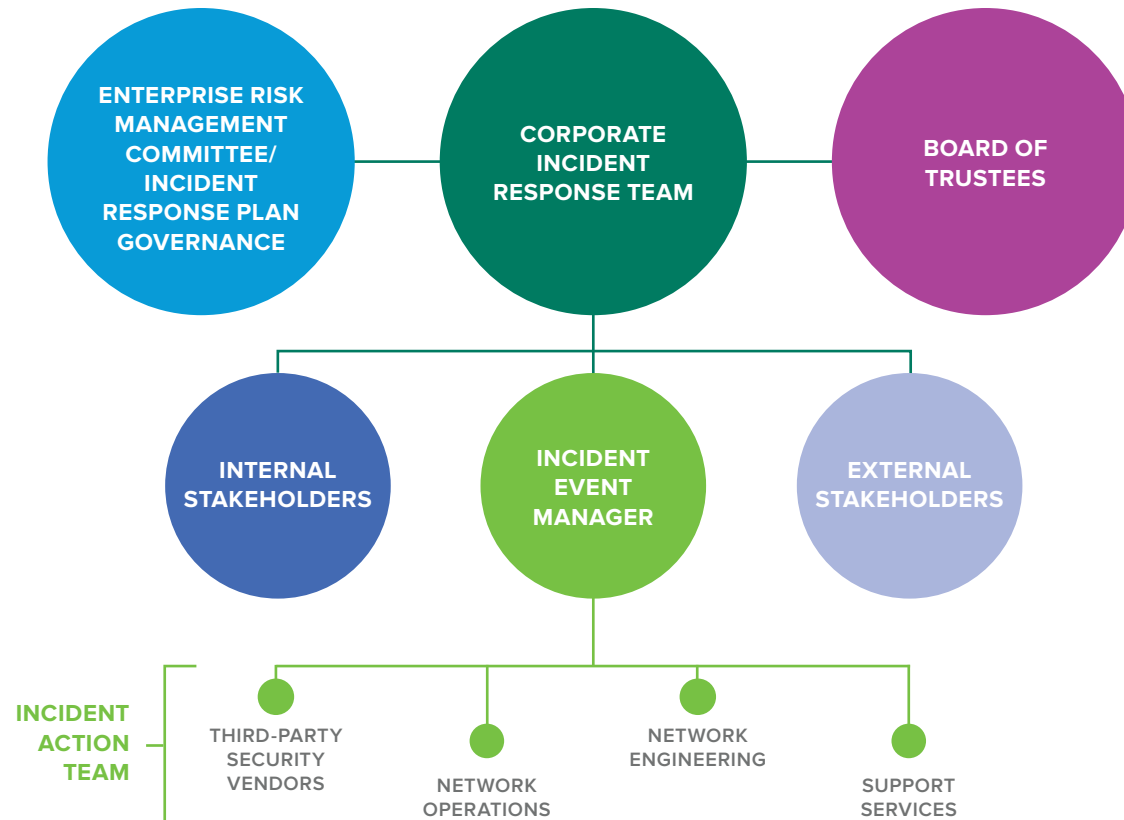 ENTERPRISE RISK
MANAGEMENT
COMMITTEE/
INCIDENT
RESPONSE PLAN
GOVERNANCE
CORPORATE
INCIDENT
RESPONSE TEAM
BOARD OF
TRUSTEES
INTERNAL
STAKEHOLDERS
INCIDENT
EVENT
MANAGER
EXTERNAL
STAKEHOLDERS
INCIDENT
ACTION
TEAM
THIRD-PARTY
SECURITY
VENDORS
NETWORK
OPERATIONS
NETWORK
ENGINEERING
SUPPORT
SERVICES